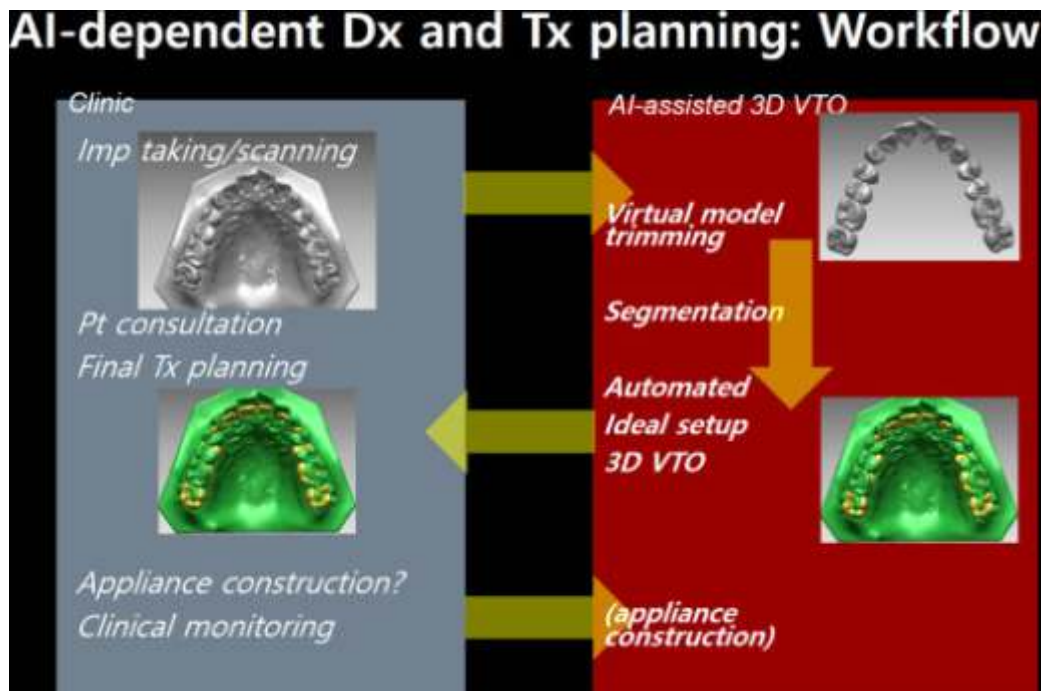 AI-dependent Dx and Tx planning: Workflow
Clinic
Imp taking/scanning
Pt consultation
Final Tx planning
Appliance construction?
Clinical monitoring
AI-assisted 3D VTO
Virtual model
trimming
Segmentation
Automated
Ideal setup
3D VTO
(appliance
construction)